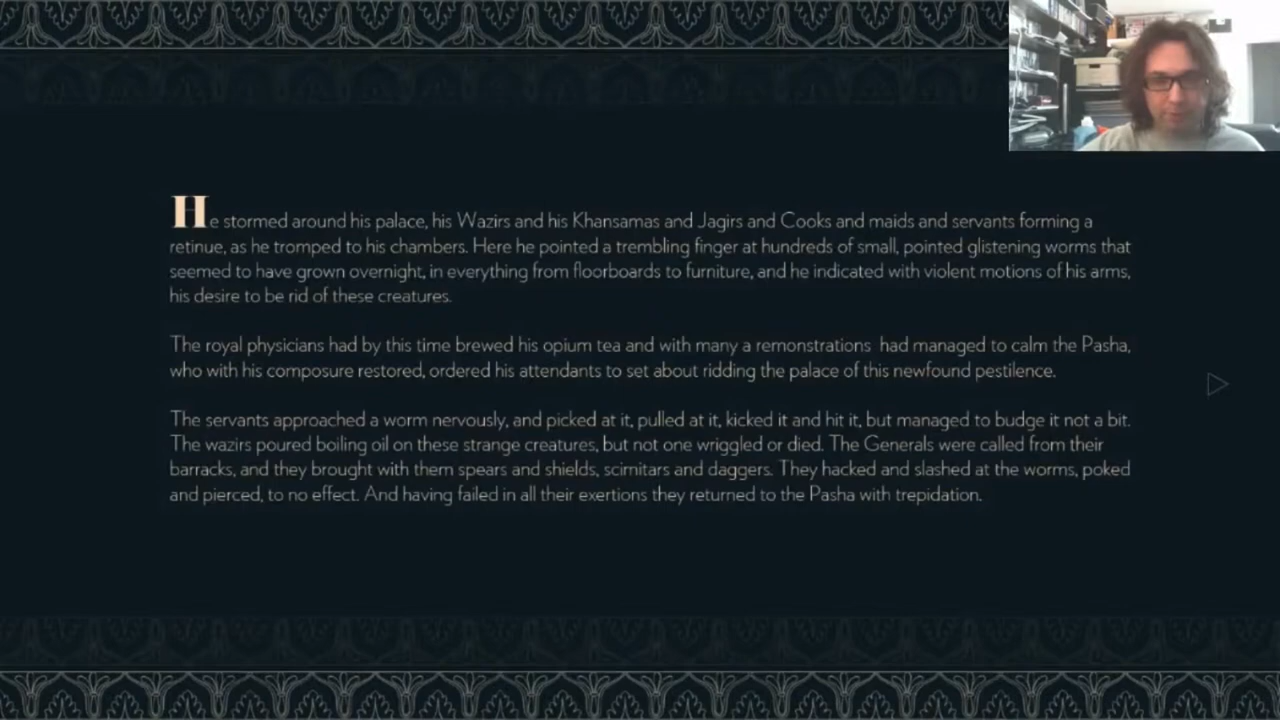 He stormed around his palace, his Wazirs and his Khansamas and Jagirs and Cooks and maids and servants forming a
retinue, as he tromped to his chambers. Here he pointed a trembling finger at hundreds of small, pointed glistening worms that
seemed to have grown overnight, in everything from floorboards to furniture, and he indicated with violent motions of his arms,
his desire to be rid of these creatures.
The royal physicians had by this time brewed his opium tea and with many a remonstrations had managed to calm the Pasha,
who with his composure restored, ordered his attendants to set about ridding the palace of this newfound pestilence.
The servants approached a worm nervously, and picked at it, pulled at it, kicked it and hit it, but managed to budge it not a bit.
The wazirs poured boiling oil on these strange creatures, but not one wriggled or died. The Generals were called from their
barracks, and they brought with them spears and shields, scimitars and daggers. They hacked and slashed at the worms, poked
and pierced, to no effect. And having failed in all their exertions they returned to the Pasha with trepidation.